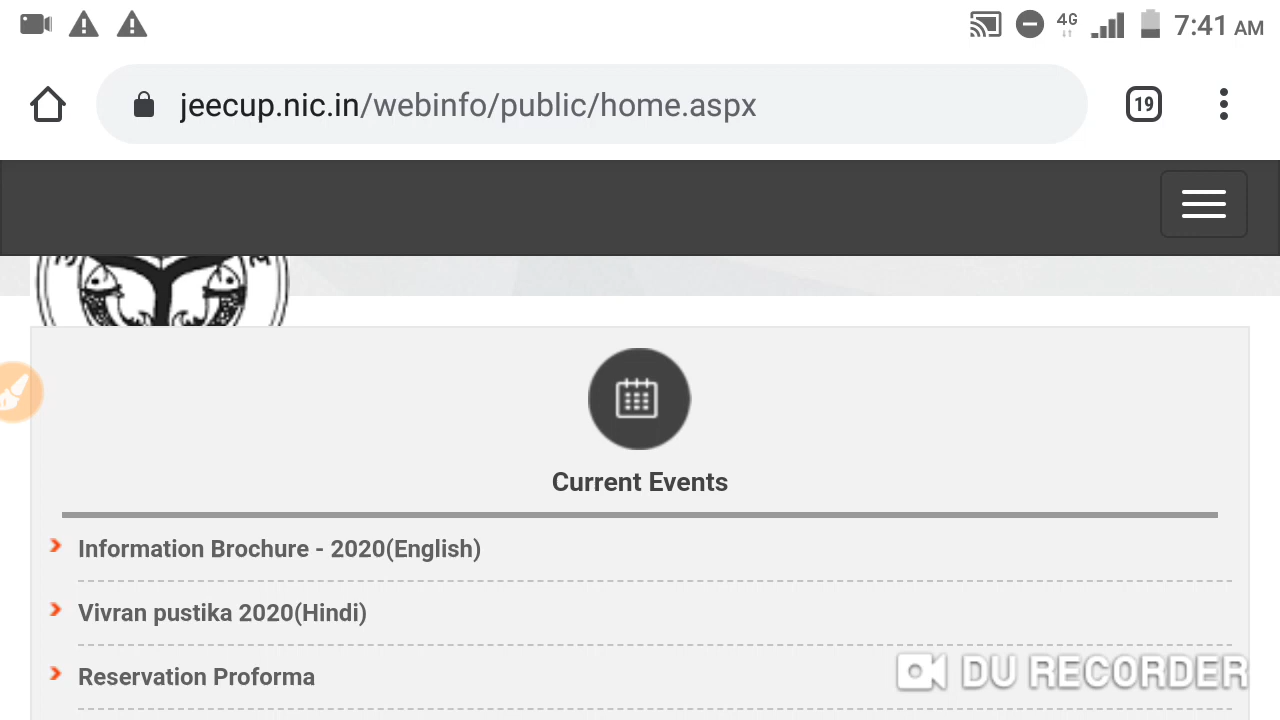 4G 7:41 AM
jeecup.nic.in/webinfo/public/home.aspx
19
Current Events
Information Brochure - 2020(English)
Vivran pustika 2020(Hindi)
Reservation Proforma
DU RECORDER